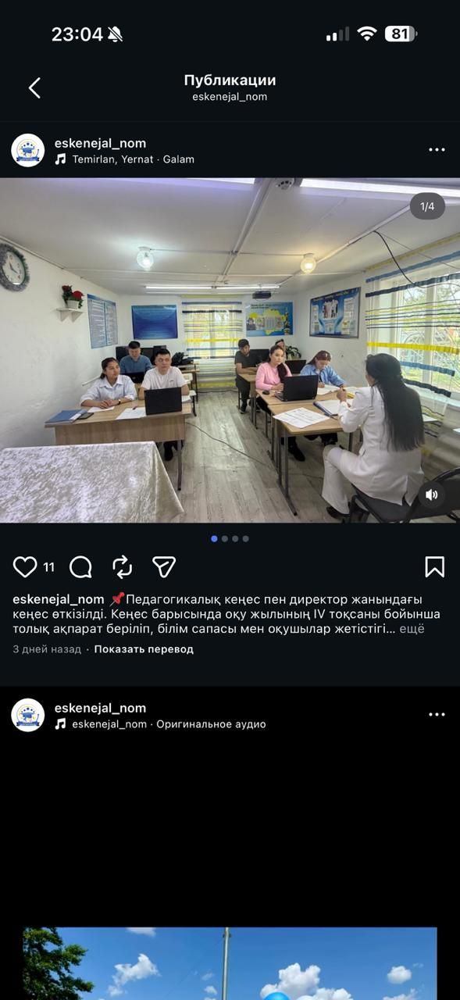 23:04
81
Публикации
eskenejal_nom
eskenejal_nom
Temirlan, Yernat · Galam
1/4
11
eskenejal_nom 📌Педагогикалық кеңес пен директор жанындағы
кеңес өткізілді. Кеңес барысында оқу жылының IV тоқсаны бойынша
толық ақпарат беріліп, білім сапасы мен оқушылар жетістігі... ещё
3 дней назад · Показать перевод
eskenejal_nom
eskenejal_nom · Оригинальное аудио